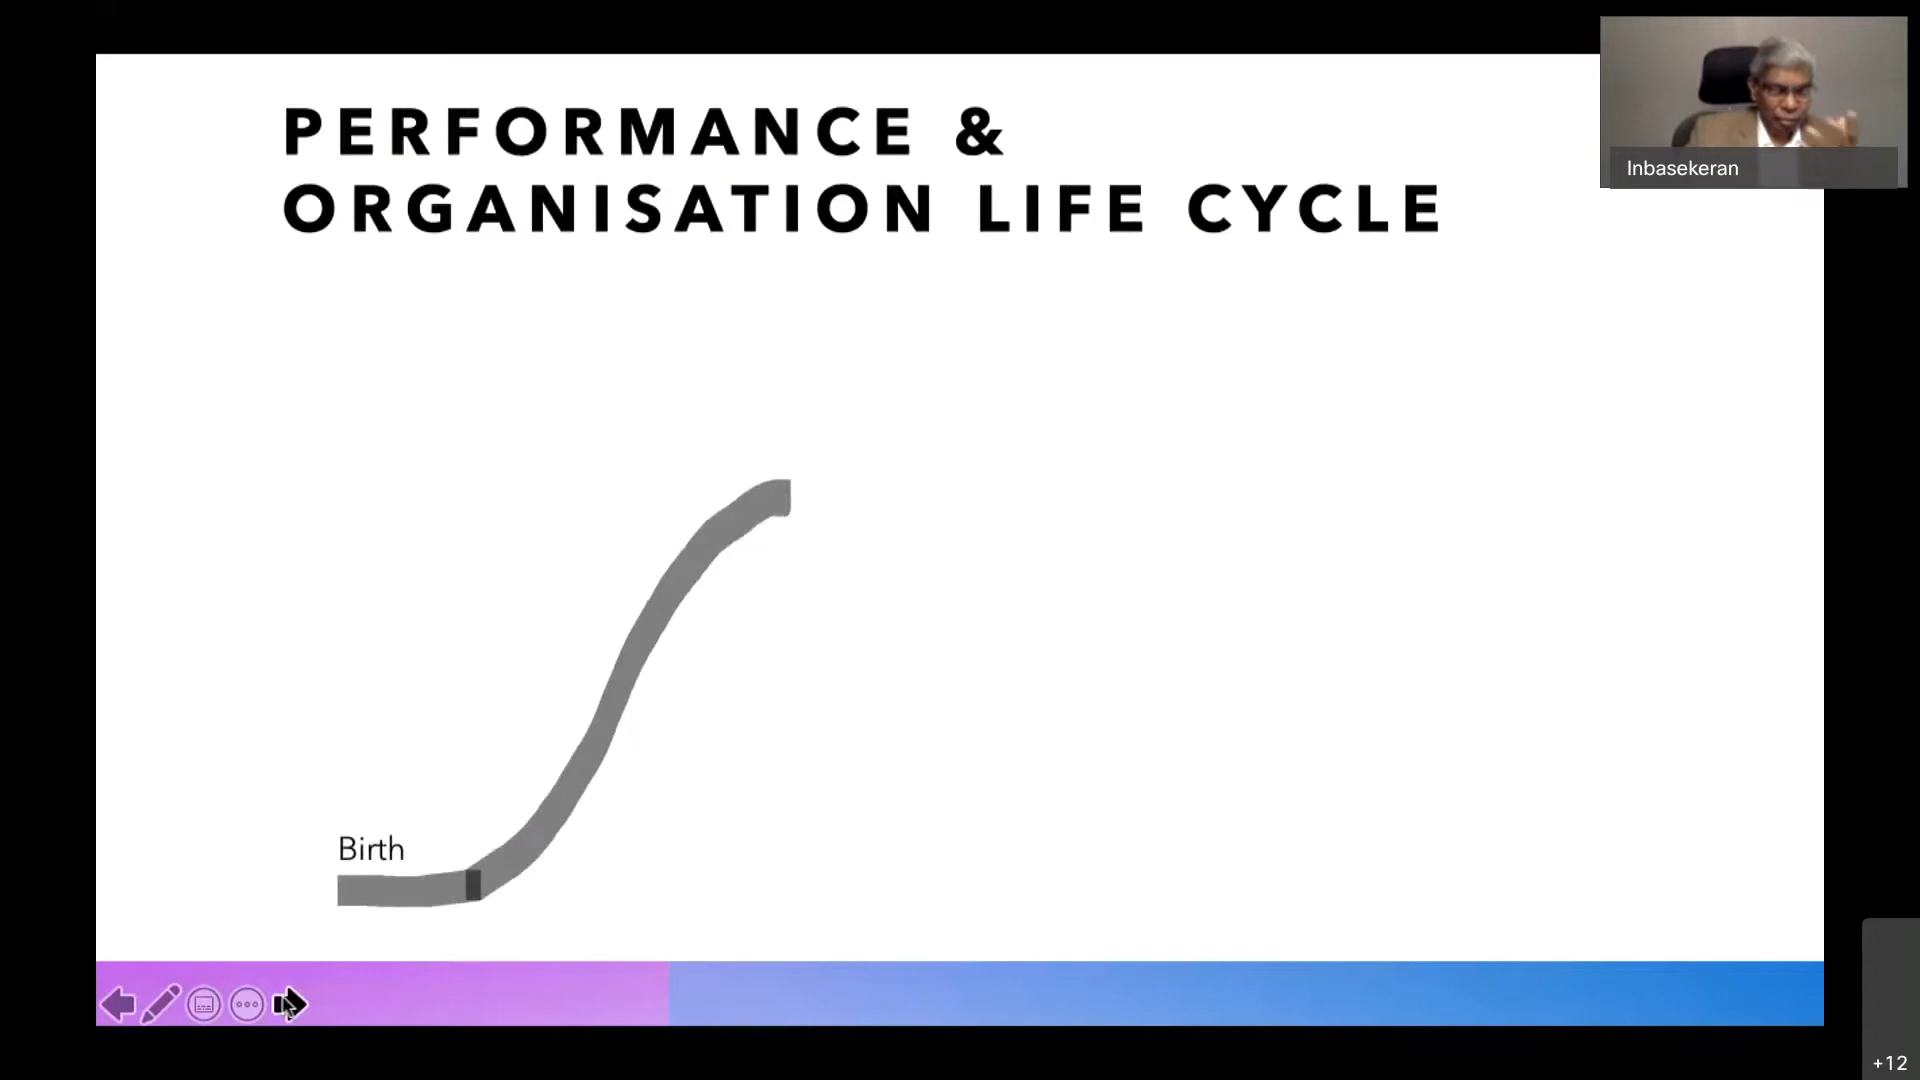 PERFORMANCE &
ORGANISATION LIFE CYCLE
Inbasekeran
Birth
+12